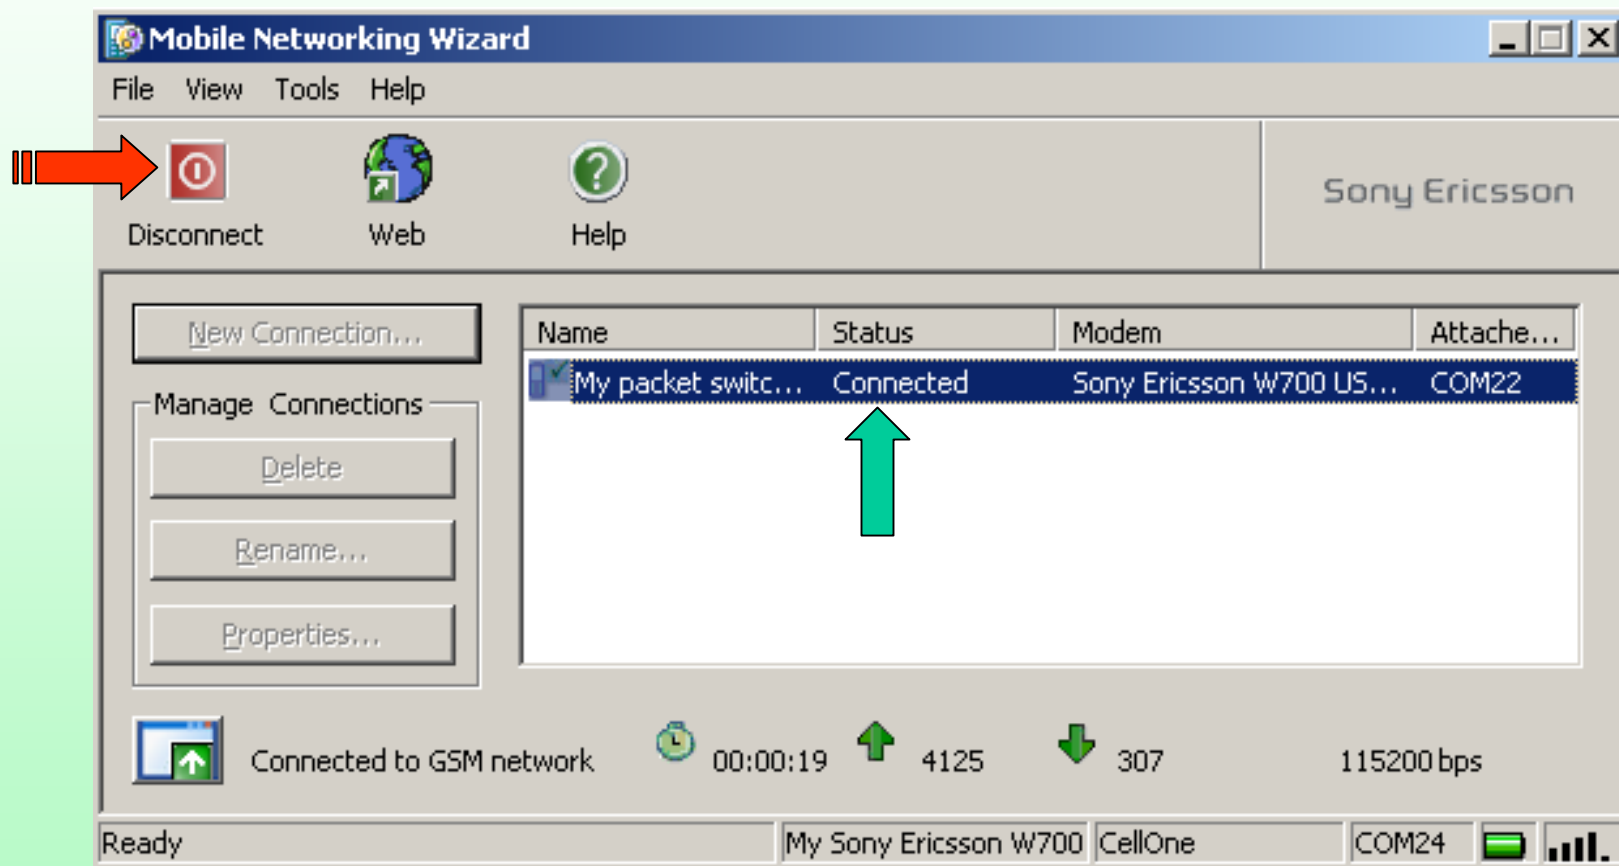 Mobile Networking Wizard
File View Tools Help
Sony Ericsson
Disconnect Web Help
New Connection...
Name Status Modem Attache...
My packet switc... Connected Sony Ericsson W700 US... COM22
Manage Connections
Delete
Rename...
Properties...
Connected to GSM network 00:00:19 4125 307 115200 bps
Ready My Sony Ericsson W700 CellOne COM24